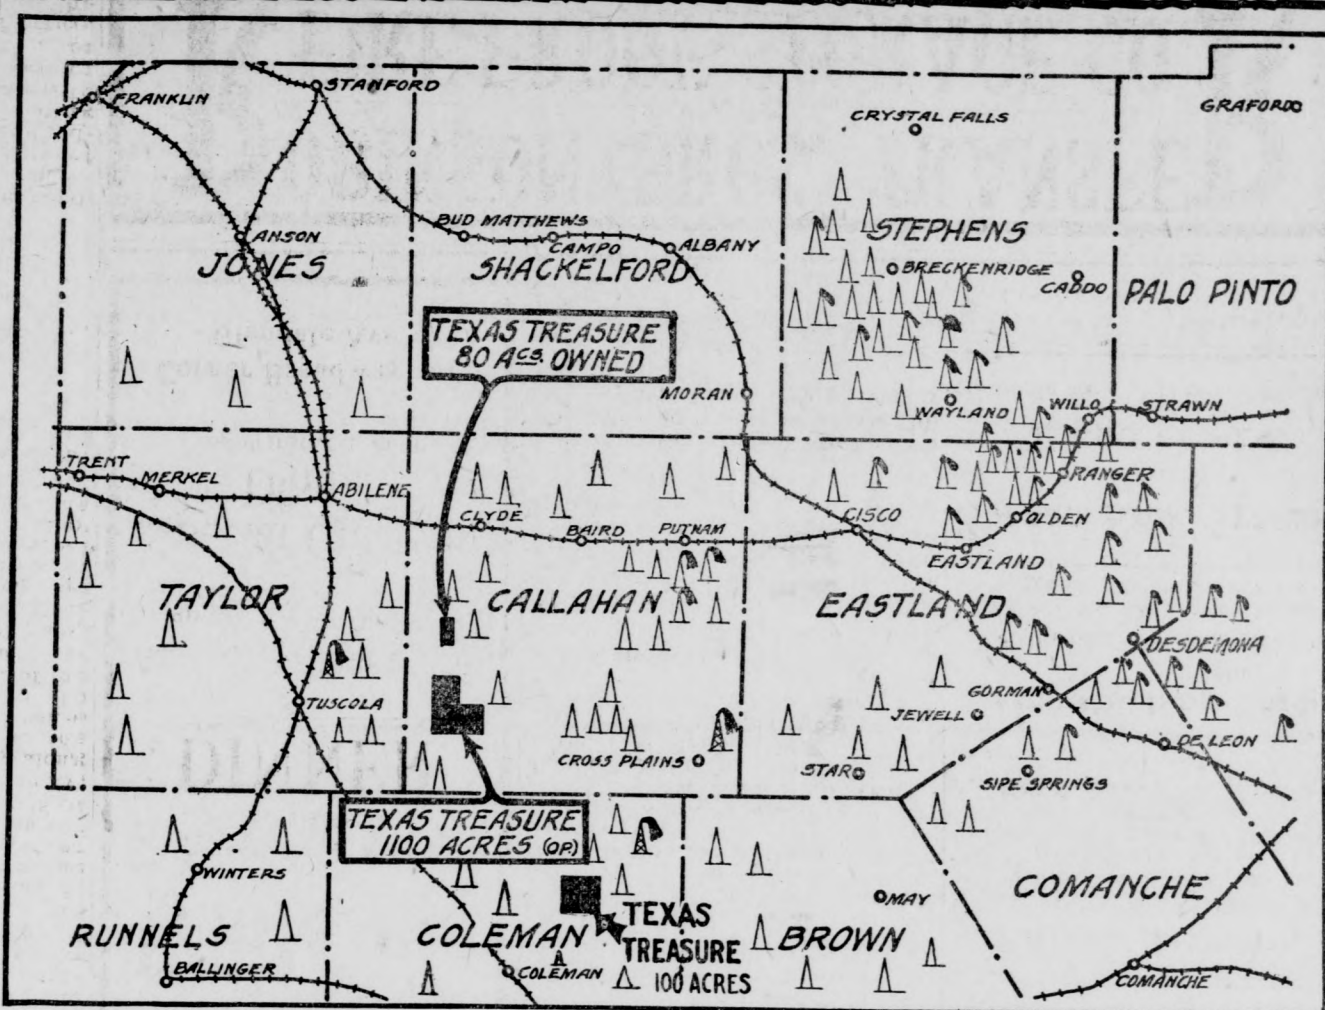 FRANKLIN
STANFORD
CRYSTAL FALLS
GRAFORD
ANSON
JONES
BUD MATTHEWS
CAMPO
ALBANY
SHACKELFORD
STEPHENS
BRECKENRIDGE
CADDO
PALO PINTO
TEXAS TREASURE
80 Acs. OWNED
MORAN
WAYLAND
WILLO
STRAWN
TRENT
MERKEL
ABILENE
CLYDE
BAIRD
PUTNAM
CISCO
RANGER
OLDEN
EASTLAND
TAYLOR
CALLAHAN
EASTLAND
DESDEMONA
TUSCOLA
GORMAN
JEWELL
DE LEON
CROSS PLAINS
STAR
SIPE SPRINGS
TEXAS TREASURE
1100 ACRES (OP)
WINTERS
COMANCHE
MAY
RUNNELS
COLEMAN
TEXAS
TREASURE
100 ACRES
BROWN
BALLINGER
COLEMAN
COMANCHE